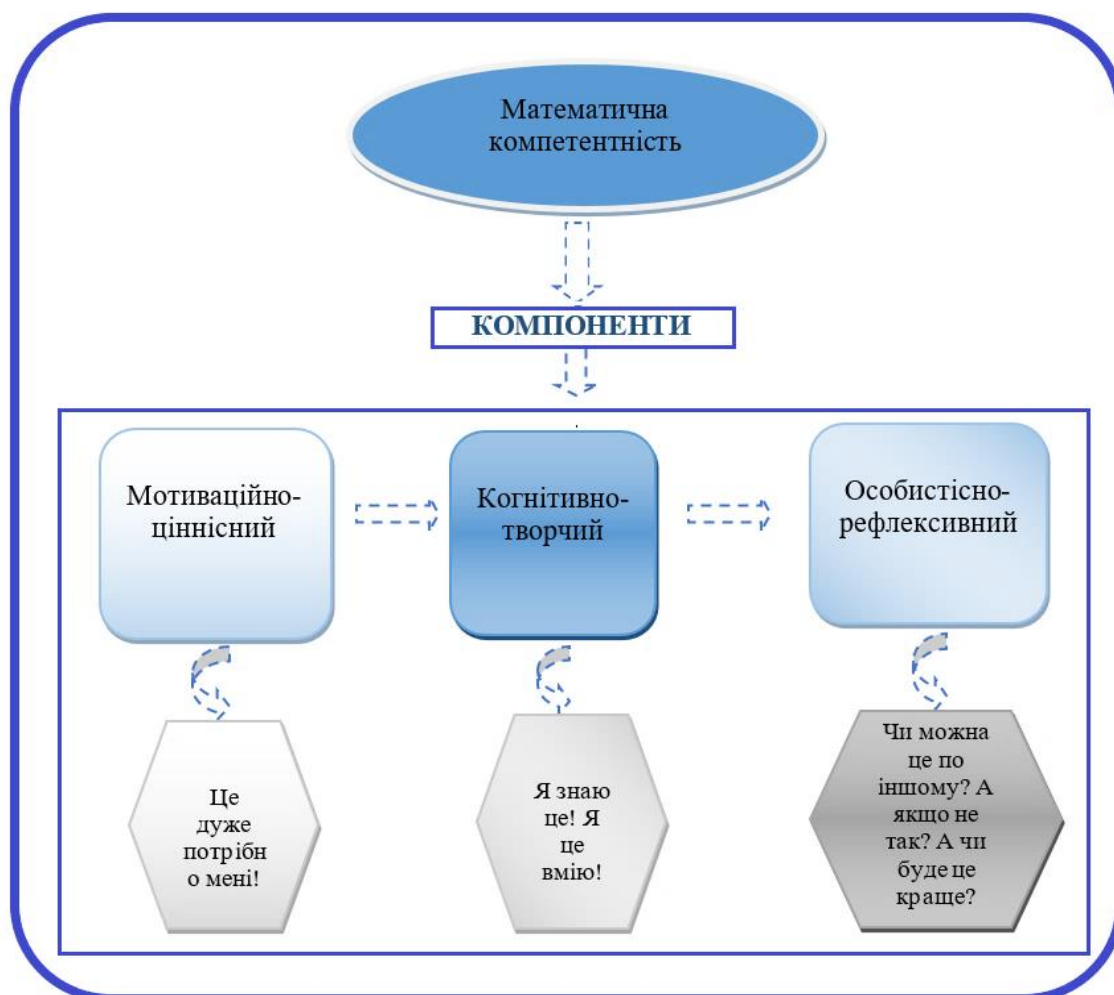 Математична
компетентність
КОМПОНЕНТИ
Мотиваційно-
ціннісний
Когнітивно-
творчий
Особистісно-
рефлексивний
Це
дуже
потрібн
о мені!
Я знаю
це! Я
це
вмію!
Чи можна
це по
іншому? А
якщо не
так? А чи
буде це
краще?